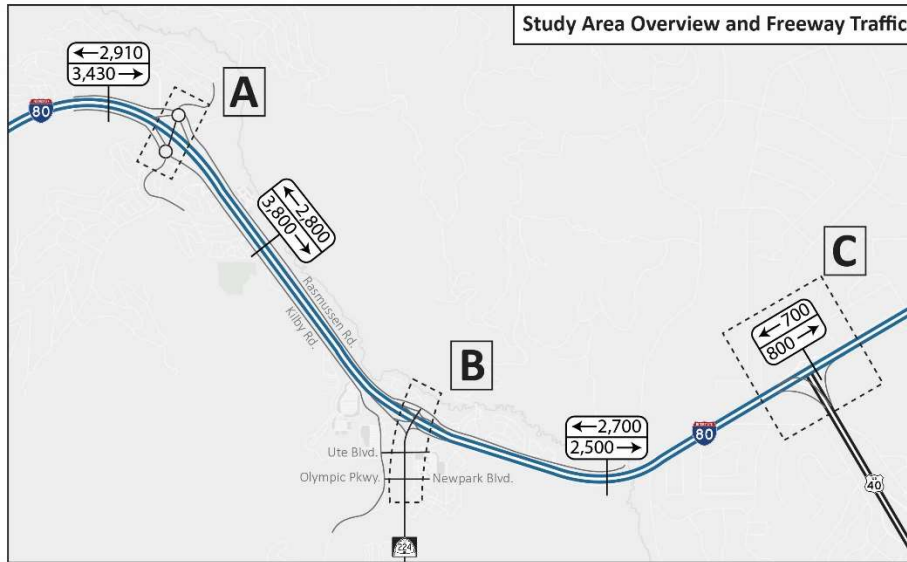 Study Area Overview and Freeway Traffic
←2,910
3,430→
80
A
←2,800
3,800→
C
←700
800→
Rasmussen Rd.
Kilby Rd.
B
←2,700
2,500→
80
Ute Blvd.
Olympic Pkwy.
Newpark Blvd.
40
224